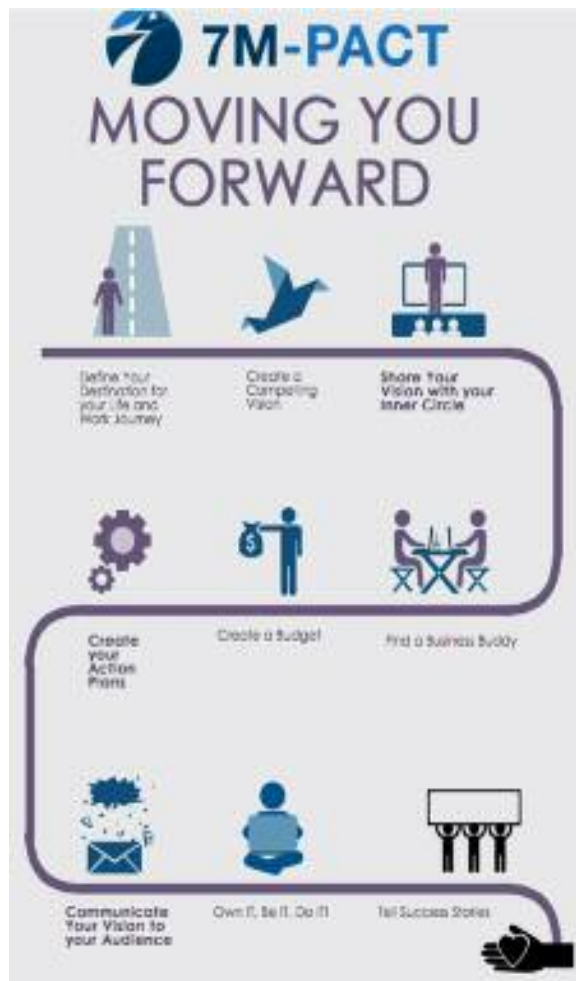 7M-PACT
MOVING YOU
FORWARD
Define Your
Destination for
your Life and
Work Journey
Create a
Compelling
Vision
Share Your
Vision with your
Inner Circle
Create
your
Action
Plans
Create a Budget
Find a Business Buddy
Communicate
Your Vision to
your Audience
Own IT, Be IT, Do IT!
Tell Success Stories
$